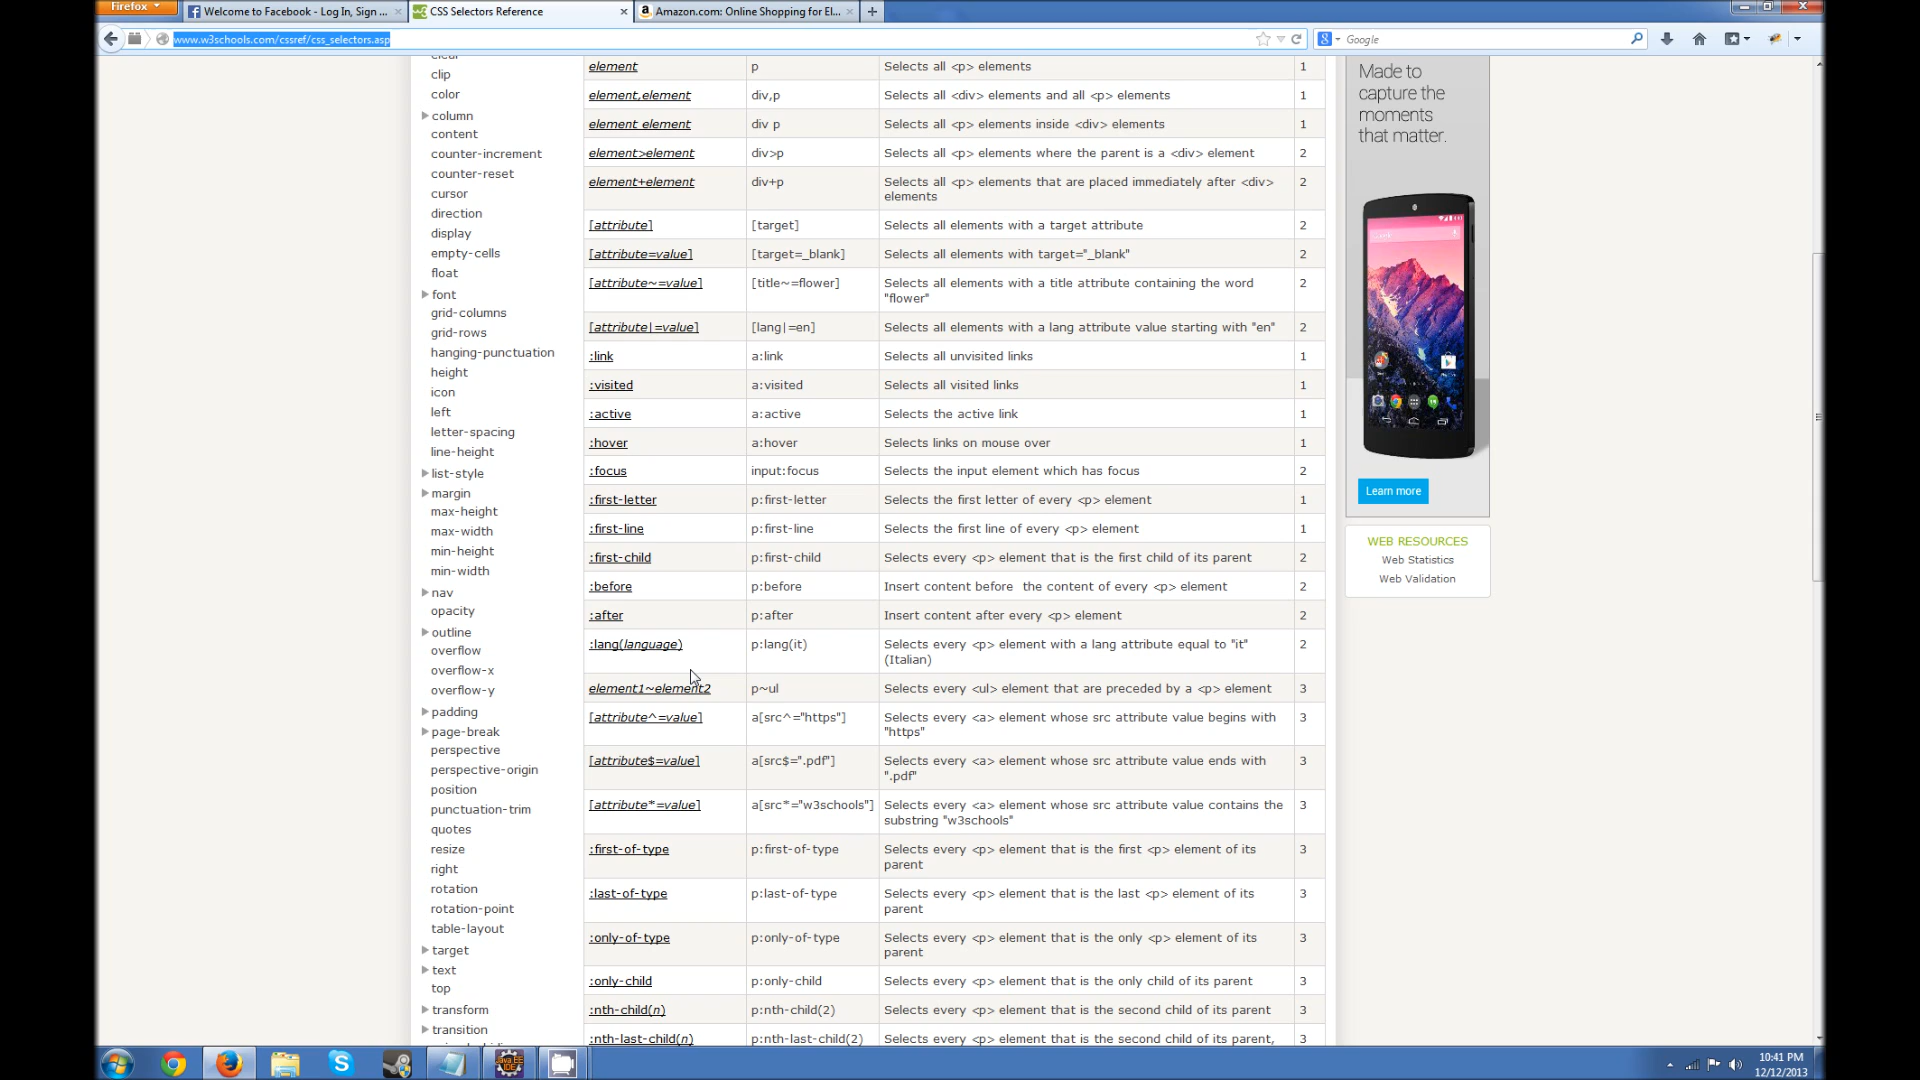 Firefox
Welcome to Facebook - Log In, Sign ...
CSS Selectors Reference
Amazon.com: Online Shopping for El...
www.w3schools.com/cssref/css_selectors.asp
Google
clear
clip
color
column
content
counter-increment
counter-reset
cursor
direction
display
empty-cells
float
font
grid-columns
grid-rows
hanging-punctuation
height
icon
left
letter-spacing
line-height
list-style
margin
max-height
max-width
min-height
min-width
nav
opacity
outline
overflow
overflow-x
overflow-y
padding
page-break
perspective
perspective-origin
position
punctuation-trim
quotes
resize
right
rotation
rotation-point
table-layout
target
text
top
transform
transition
element p Selects all <p> elements 1
element,element div,p Selects all <div> elements and all <p> elements 1
element element div p Selects all <p> elements inside <div> elements 1
element>element div>p Selects all <p> elements where the parent is a <div> element 2
element+element div+p Selects all <p> elements that are placed immediately after <div> 2
elements
[attribute] [target] Selects all elements with a target attribute 2
[attribute=value] [target=_blank] Selects all elements with target="_blank" 2
[attribute~=value] [title~=flower] Selects all elements with a title attribute containing the word 2
"flower"
[attribute|=value] [lang|=en] Selects all elements with a lang attribute value starting with "en" 2
:link a:link Selects all unvisited links 1
:visited a:visited Selects all visited links 1
:active a:active Selects the active link 1
:hover a:hover Selects links on mouse over 1
:focus input:focus Selects the input element which has focus 2
:first-letter p:first-letter Selects the first letter of every <p> element 1
:first-line p:first-line Selects the first line of every <p> element 1
:first-child p:first-child Selects every <p> element that is the first child of its parent 2
:before p:before Insert content before the content of every <p> element 2
:after p:after Insert content after every <p> element 2
:lang(language) p:lang(it) Selects every <p> element with a lang attribute equal to "it" 2
(Italian)
element1~element2 p~ul Selects every <ul> element that are preceded by a <p> element 3
[attribute^=value] a[src^="https"] Selects every <a> element whose src attribute value begins with 3
"https"
[attribute$=value] a[src$=".pdf"] Selects every <a> element whose src attribute value ends with 3
".pdf"
[attribute*=value] a[src*="w3schools"] Selects every <a> element whose src attribute value contains the 3
substring "w3schools"
:first-of-type p:first-of-type Selects every <p> element that is the first <p> element of its 3
parent
:last-of-type p:last-of-type Selects every <p> element that is the last <p> element of its 3
parent
:only-of-type p:only-of-type Selects every <p> element that is the only <p> element of its 3
parent
:only-child p:only-child Selects every <p> element that is the only child of its parent 3
:nth-child(n) p:nth-child(2) Selects every <p> element that is the second child of its parent 3
:nth-last-child(n) p:nth-last-child(2) Selects every <p> element that is the second child of its parent, 3
Made to
capture the
moments
that matter.
Learn more
WEB RESOURCES
Web Statistics
Web Validation
Java EE
IDE
10:41 PM
12/12/2013